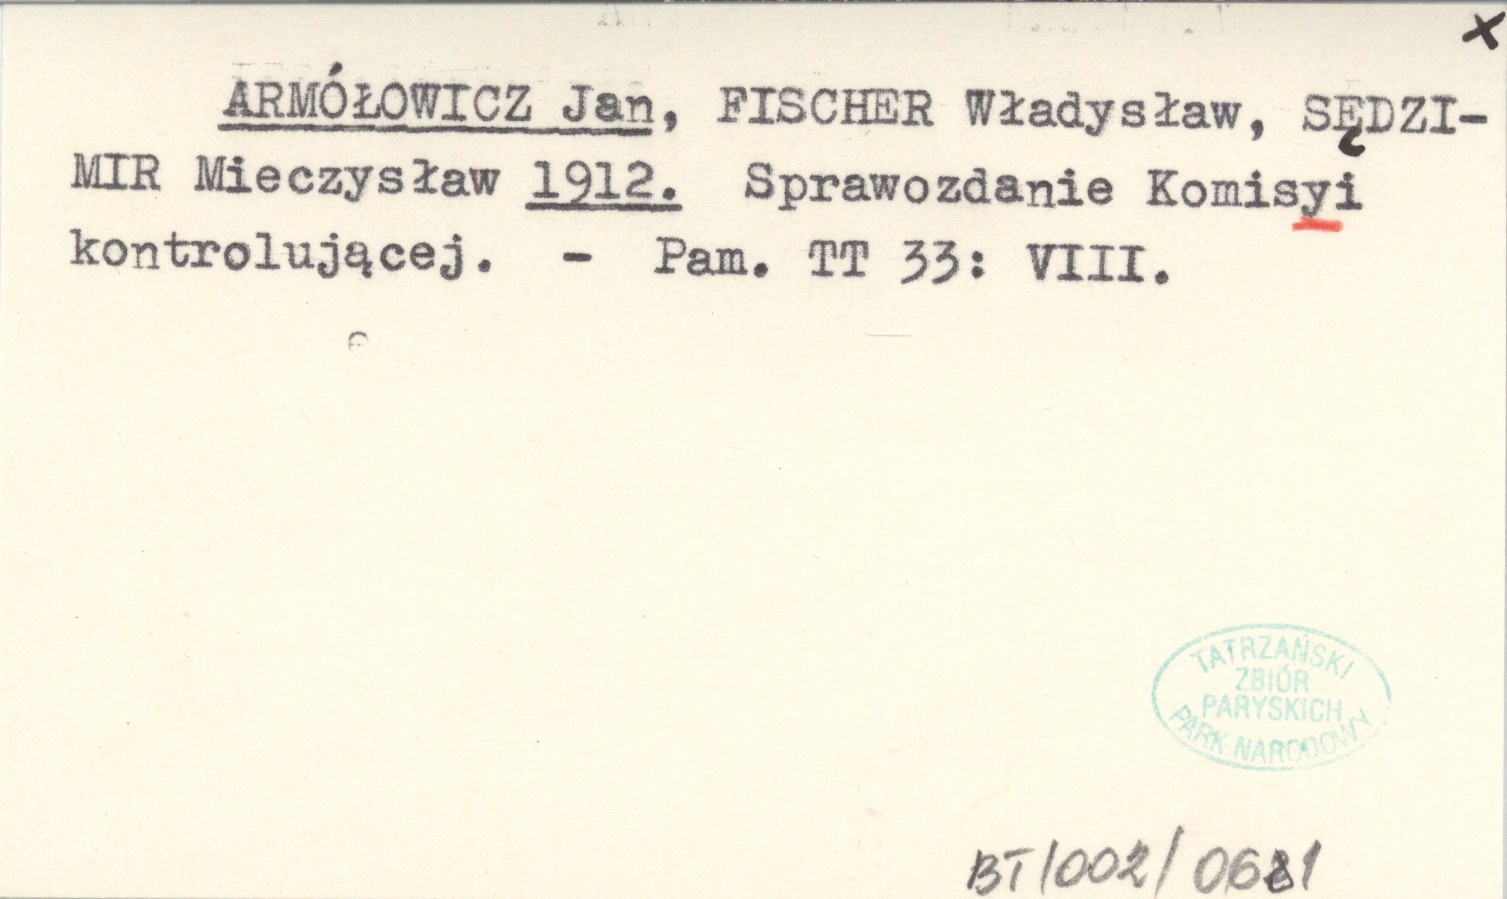 x
ARMÓŁOWICZ Jan, FISCHER Władysław, SĘDZI-
MIR Mieczysław 1912. Sprawozdanie Komisyi
kontrolującej. - Pam. TT 33: VIII.
TATRZAŃSKI
ZBIÓR
PARYSKICH
PARK NARODOWY
BT/002/